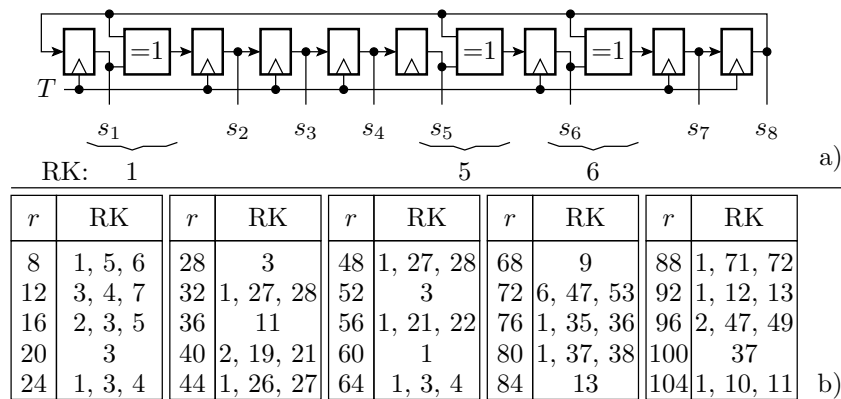 =1 =1 =1
T
s₁ s₂ s₃ s₄ s₅ s₆ s₇ s₈
RK: 1 5 6 a)
r RK r RK r RK r RK r RK
8 1, 5, 6 28 3 48 1, 27, 28 68 9 88 1, 71, 72
12 3, 4, 7 32 1, 27, 28 52 3 72 6, 47, 53 92 1, 12, 13
16 2, 3, 5 36 11 56 1, 21, 22 76 1, 35, 36 96 2, 47, 49
20 3 40 2, 19, 21 60 1 80 1, 37, 38 100 37
24 1, 3, 4 44 1, 26, 27 64 1, 3, 4 84 13 104 1, 10, 11 b)